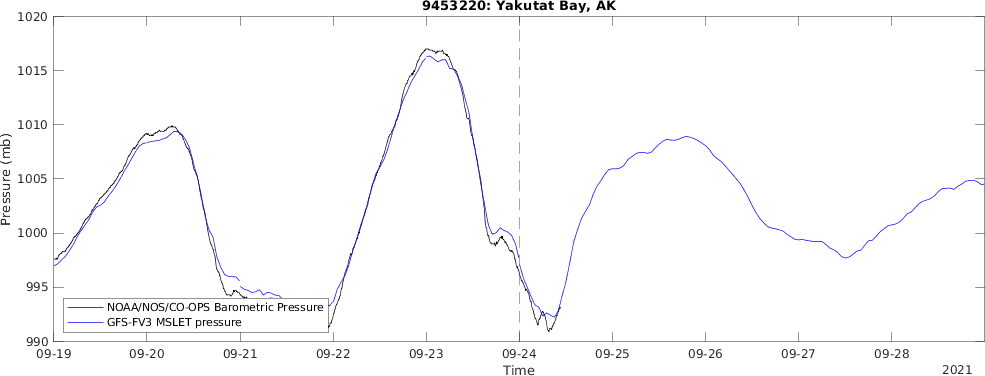 9453220: Yakutat Bay, AK
1020
1015
1010
1005
1000
995
990
Pressure (mb)
NOAA/NOS/CO-OPS Barometric Pressure
GFS-FV3 MSLET pressure
09-19 09-20 09-21 09-22 09-23 09-24 09-25 09-26 09-27 09-28
Time
2021